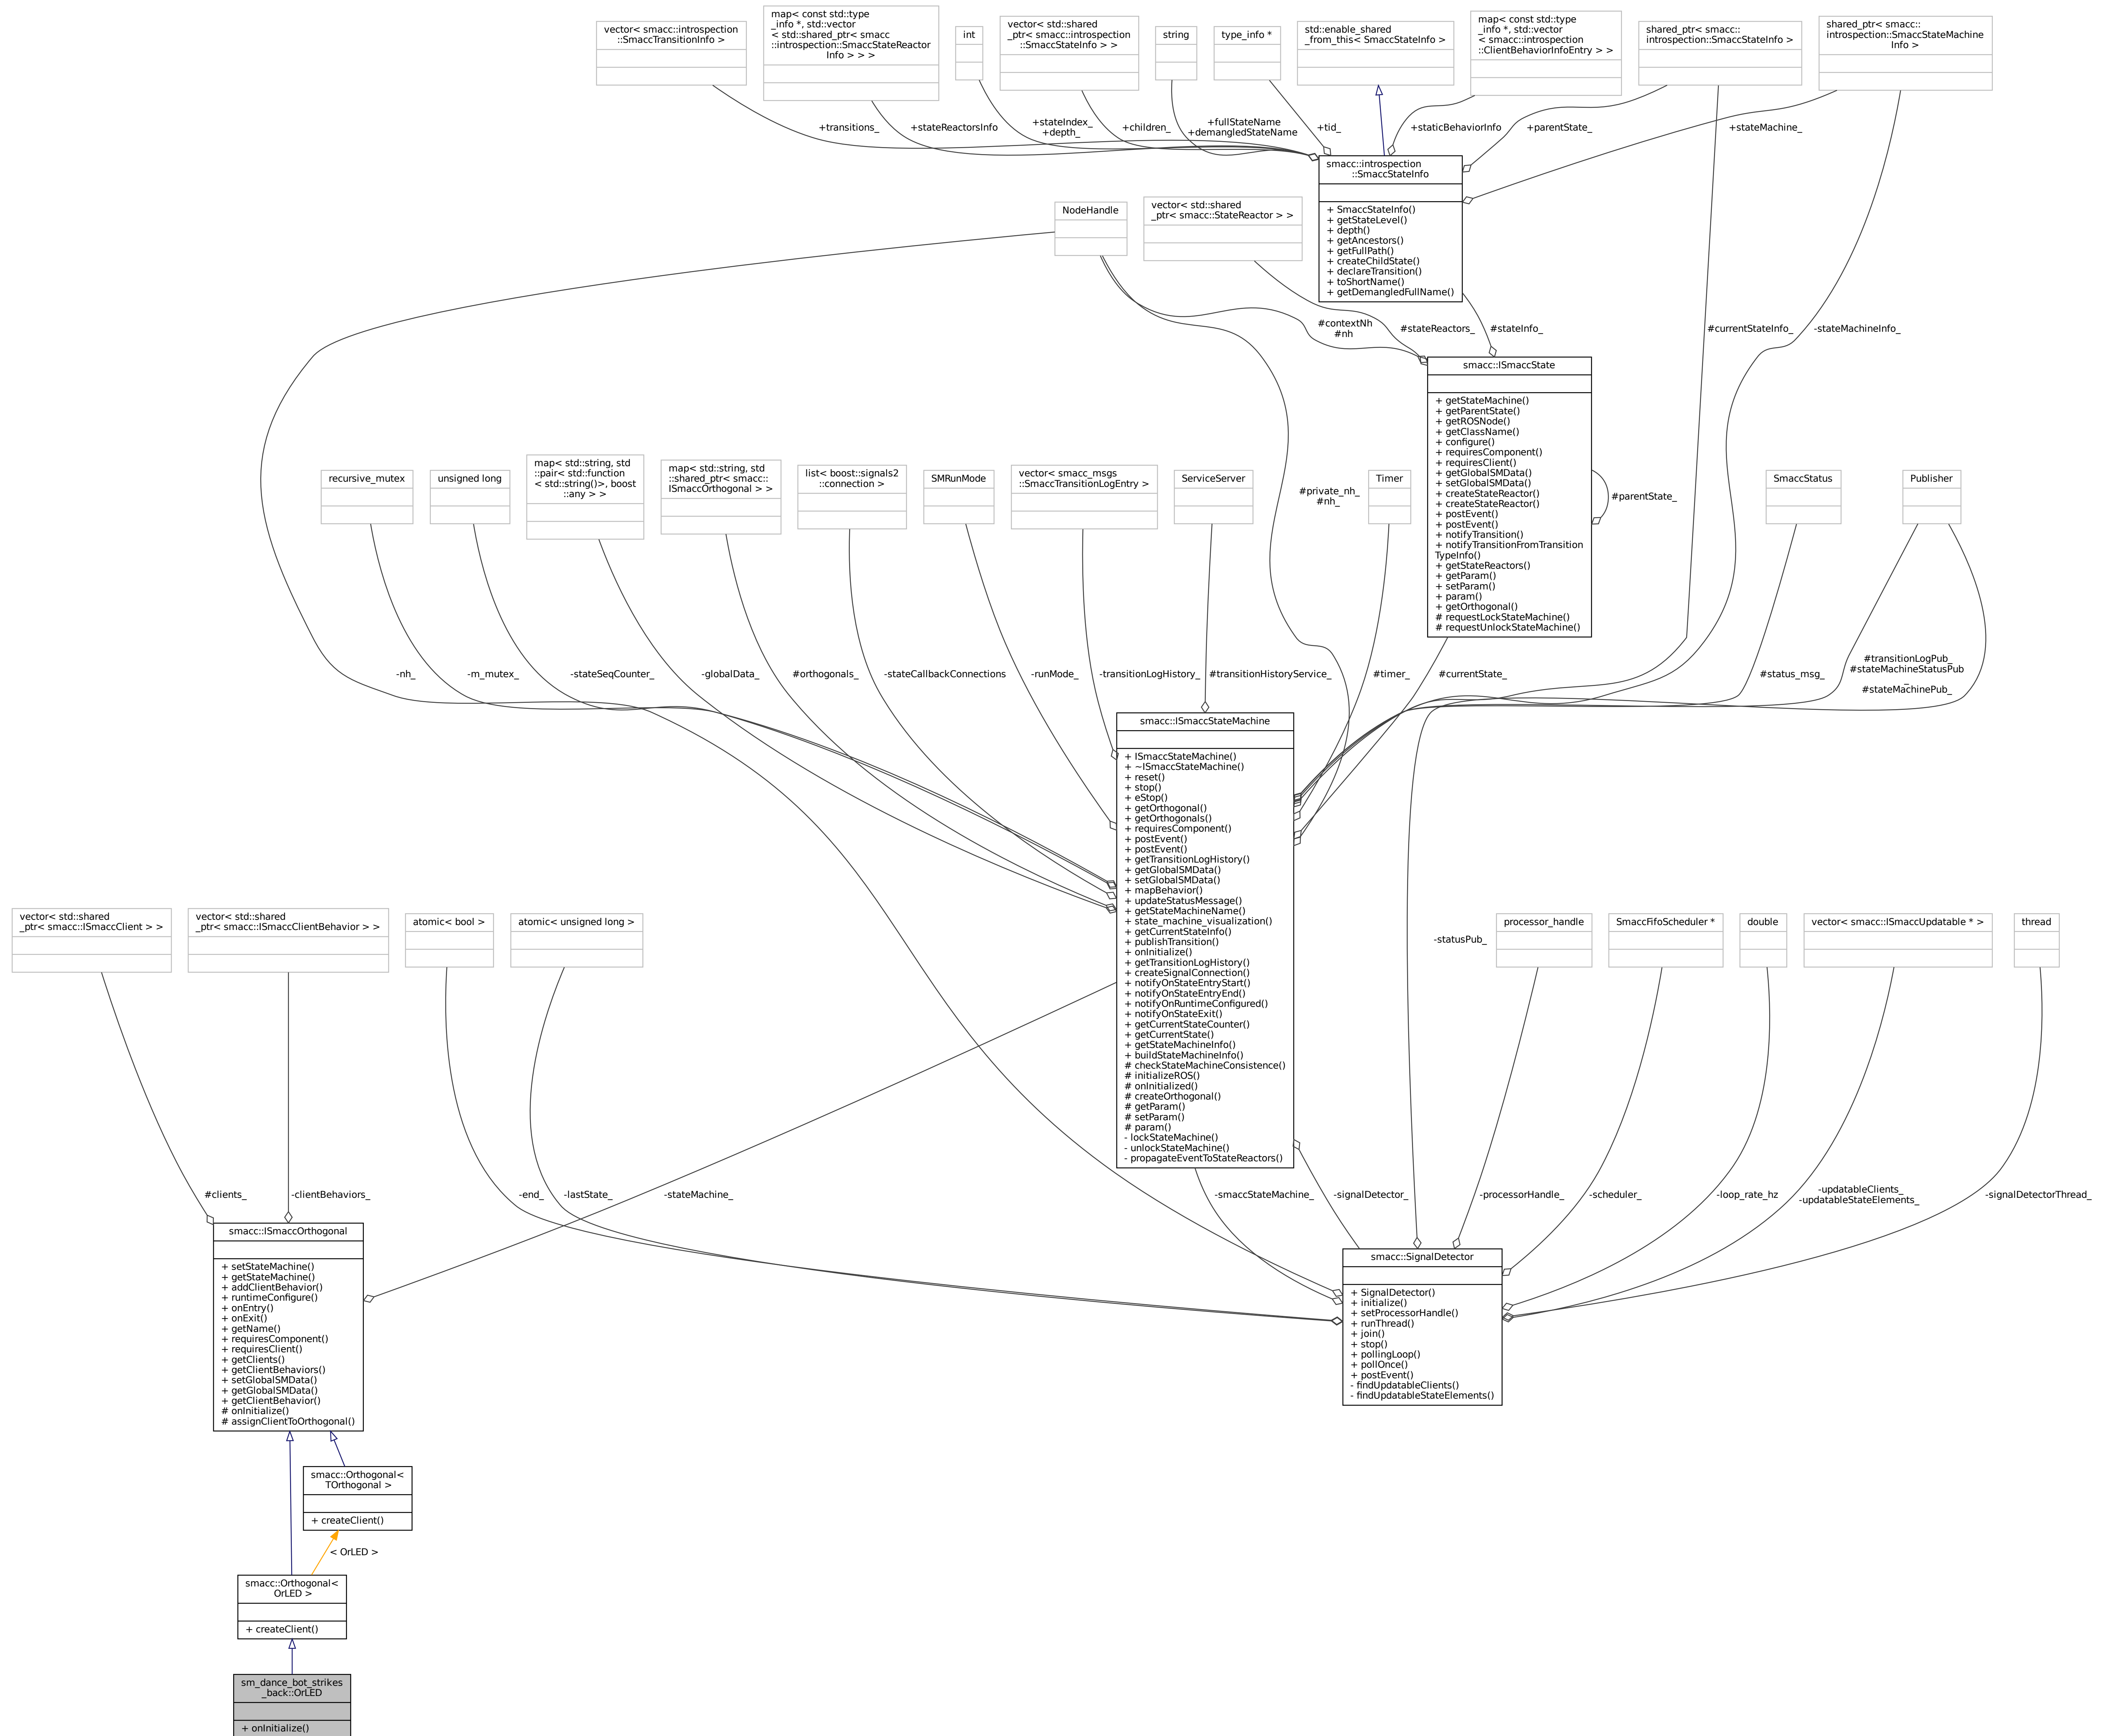 vector< smacc::introspection
::SmaccTransitionInfo >
map< const std::type
_info *, std::vector
< std::shared_ptr< smacc
::introspection::SmaccStateReactor
Info > > >
int
vector< std::shared
_ptr< smacc::introspection
::SmaccStateInfo > >
string
type_info *
std::enable_shared
_from_this< SmaccStateInfo >
map< const std::type
_info *, std::vector
< smacc::introspection
::ClientBehaviorInfoEntry > >
shared_ptr< smacc::
introspection::SmaccStateInfo >
shared_ptr< smacc::
introspection::SmaccStateMachine
Info >
+transitions_
+stateReactorsInfo
+stateIndex_
+depth_
+children_
+fullStateName
+demangledStateName
+tid_
+staticBehaviorInfo
+parentState_
+stateMachine_
smacc::introspection
::SmaccStateInfo
+ SmaccStateInfo()
+ getStateLevel()
+ depth()
+ getAncestors()
+ getFullPath()
+ createChildState()
+ declareTransition()
+ toShortName()
+ getDemangledFullName()
NodeHandle
vector< std::shared
_ptr< smacc::StateReactor > >
#contextNh
#nh
#stateReactors_
#stateInfo_
#currentStateInfo_
-stateMachineInfo_
smacc::ISmaccState
+ getStateMachine()
+ getParentState()
+ getROSNode()
+ getClassName()
+ configure()
+ requiresComponent()
+ requiresClient()
+ getGlobalSMData()
+ setGlobalSMData()
+ createStateReactor()
+ createStateReactor()
+ postEvent()
+ postEvent()
+ notifyTransition()
+ notifyTransitionFromTransition
TypeInfo()
+ getStateReactors()
+ getParam()
+ setParam()
+ param()
+ getOrthogonal()
# requestLockStateMachine()
# requestUnlockStateMachine()
#parentState_
recursive_mutex
unsigned long
map< std::string, std
::pair< std::function
< std::string()>, boost
::any > >
map< std::string, std
::shared_ptr< smacc::
ISmaccOrthogonal > >
list< boost::signals2
::connection >
SMRunMode
vector< smacc_msgs
::SmaccTransitionLogEntry >
ServiceServer
#private_nh_
#nh_
Timer
SmaccStatus
Publisher
-nh_
-m_mutex_
-stateSeqCounter_
-globalData_
#orthogonals_
-stateCallbackConnections
-runMode_
-transitionLogHistory_
#transitionHistoryService_
#timer_
#currentState_
#status_msg_
#transitionLogPub_
#stateMachineStatusPub
_
#stateMachinePub_
smacc::ISmaccStateMachine
+ ISmaccStateMachine()
+ ~ISmaccStateMachine()
+ reset()
+ stop()
+ eStop()
+ getOrthogonal()
+ getOrthogonals()
+ requiresComponent()
+ postEvent()
+ postEvent()
+ getTransitionLogHistory()
+ getGlobalSMData()
+ setGlobalSMData()
+ mapBehavior()
+ updateStatusMessage()
+ getStateMachineName()
+ state_machine_visualization()
+ getCurrentStateInfo()
+ publishTransition()
+ onInitialize()
+ getTransitionLogHistory()
+ createSignalConnection()
+ notifyOnStateEntryStart()
+ notifyOnStateEntryEnd()
+ notifyOnRuntimeConfigured()
+ notifyOnStateExit()
+ getCurrentStateCounter()
+ getCurrentState()
+ getStateMachineInfo()
+ buildStateMachineInfo()
# checkStateMachineConsistence()
# initializeROS()
# onInitialized()
# createOrthogonal()
# getParam()
# setParam()
# param()
- lockStateMachine()
- unlockStateMachine()
- propagateEventToStateReactors()
vector< std::shared
_ptr< smacc::ISmaccClient > >
vector< std::shared
_ptr< smacc::ISmaccClientBehavior > >
atomic< bool >
atomic< unsigned long >
-statusPub_
processor_handle
SmaccFifoScheduler *
double
vector< smacc::ISmaccUpdatable * >
thread
#clients_
-clientBehaviors_
-end_
-lastState_
-stateMachine_
-smaccStateMachine_
-signalDetector_
-processorHandle_
-scheduler_
-loop_rate_hz
-updatableClients_
-updatableStateElements_
-signalDetectorThread_
smacc::ISmaccOrthogonal
+ setStateMachine()
+ getStateMachine()
+ addClientBehavior()
+ runtimeConfigure()
+ onEntry()
+ onExit()
+ getName()
+ requiresComponent()
+ requiresClient()
+ getClients()
+ getClientBehaviors()
+ setGlobalSMData()
+ getGlobalSMData()
+ getClientBehavior()
# onInitialize()
# assignClientToOrthogonal()
smacc::SignalDetector
+ SignalDetector()
+ initialize()
+ setProcessorHandle()
+ runThread()
+ join()
+ stop()
+ pollingLoop()
+ pollOnce()
+ postEvent()
- findUpdatableClients()
- findUpdatableStateElements()
smacc::Orthogonal<
TOrthogonal >
+ createClient()
< OrLED >
smacc::Orthogonal<
OrLED >
+ createClient()
sm_dance_bot_strikes
_back::OrLED
+ onInitialize()